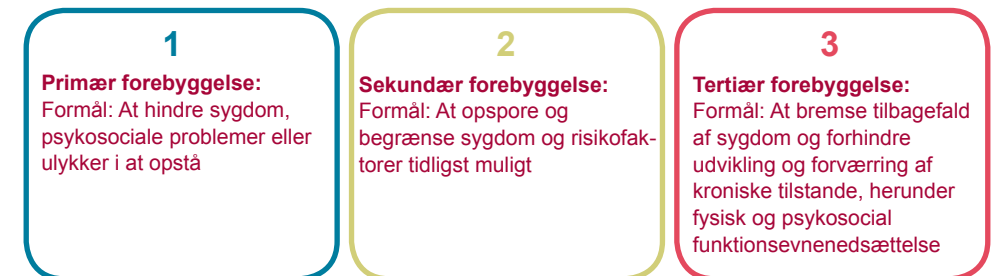 1
Primær forebyggelse:
Formål: At hindre sygdom,
psykosociale problemer eller
ulykker i at opstå
2
Sekundær forebyggelse:
Formål: At opspore og
begrænse sygdom og risikofak-
torer tidligst muligt
3
Tertiær forebyggelse:
Formål: At bremse tilbagefald
af sygdom og forhindre
udvikling og forværring af
kroniske tilstande, herunder
fysisk og psykosocial
funktionsevnenedsættelse